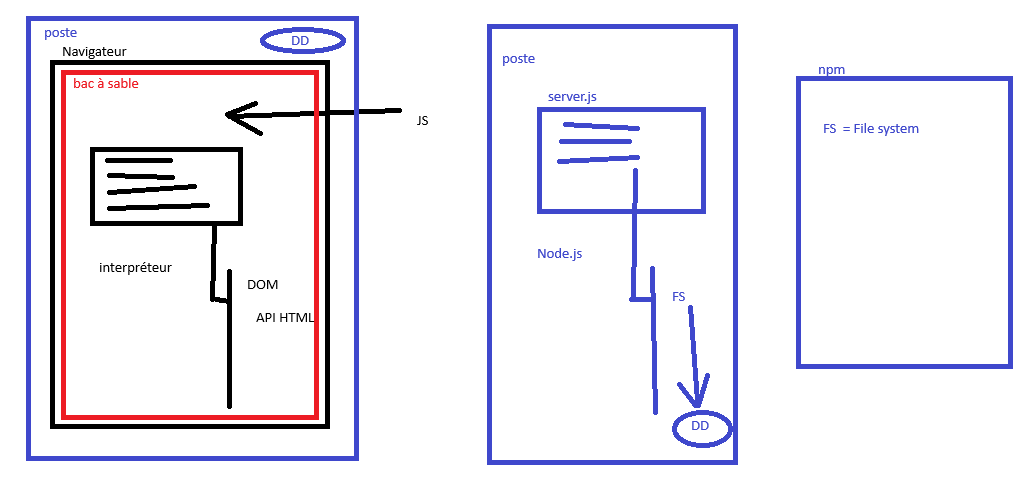 poste
DD
Navigateur
bac à sable
JS
interpréteur
DOM
API HTML
poste
server.js
Node.js
FS
DD
npm
FS = File system